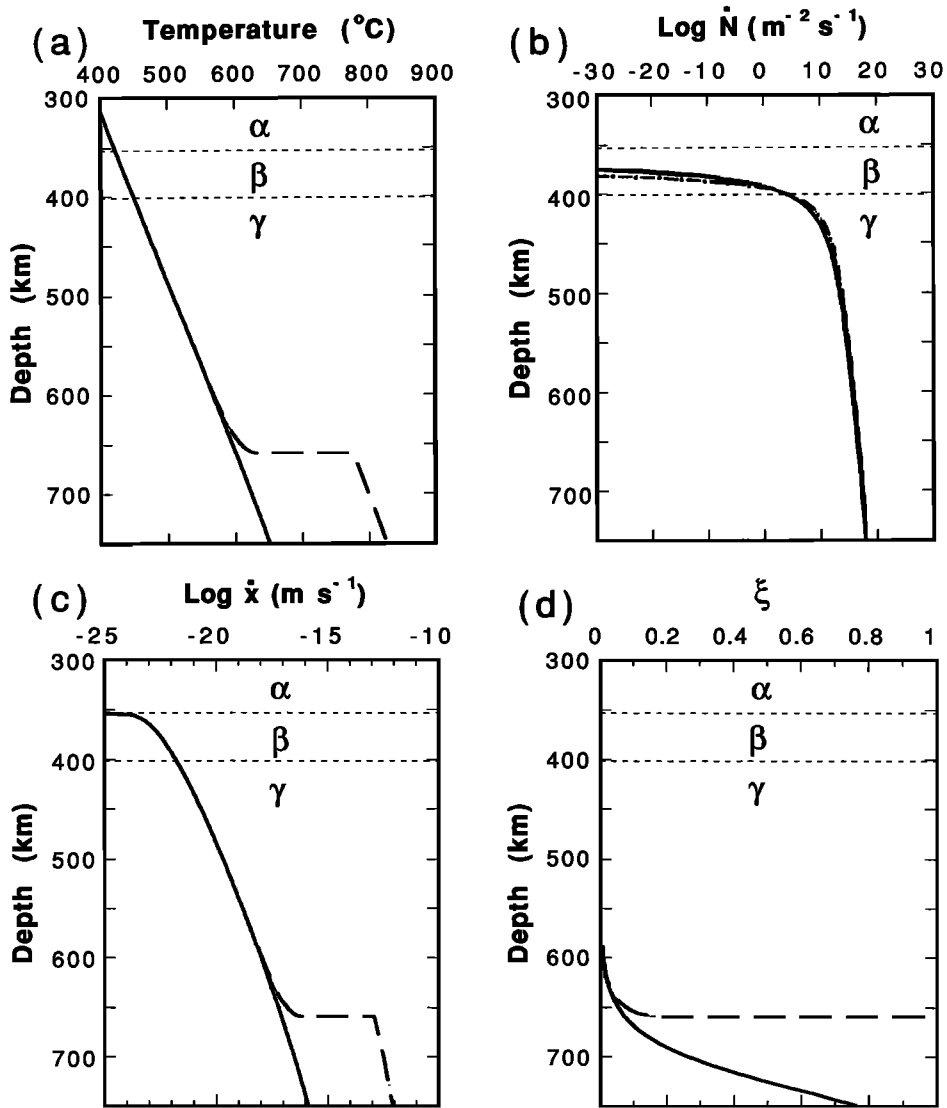 (a) Temperature (°C)
400 500 600 700 800 900
300
400
500
600
700
Depth (km)
α
β
γ
(b) Log Ṅ (m⁻² s⁻¹)
-30 -20 -10 0 10 20 30
300
400
500
600
700
Depth (km)
α
β
γ
(c) Log ẋ (m s⁻¹)
-25 -20 -15 -10
300
400
500
600
700
Depth (km)
α
β
γ
(d) ξ
0 0.2 0.4 0.6 0.8 1
300
400
500
600
700
Depth (km)
α
β
γ